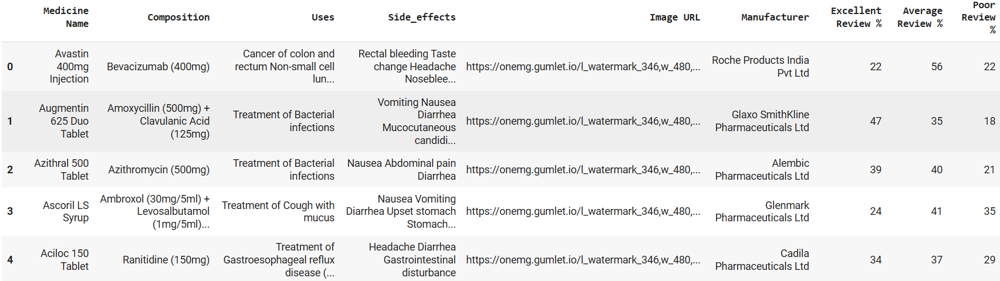 Medicine Name Composition Uses Side_effects Image URL Manufacturer Excellent Review % Average Review % Poor Review %
0 Avastin 400mg Injection Bevacizumab (400mg) Cancer of colon and rectum Non-small cell lun... Rectal bleeding Taste change Headache Noseblee... https://onemg.gumlet.io/l_watermark_346,w_480,... Roche Products India Pvt Ltd 22 56 22
1 Augmentin 625 Duo Tablet Amoxycillin (500mg) + Clavulanic Acid (125mg) Treatment of Bacterial infections Vomiting Nausea Diarrhea Mucocutaneous candidi... https://onemg.gumlet.io/l_watermark_346,w_480,... Glaxo SmithKline Pharmaceuticals Ltd 47 35 18
2 Azithral 500 Tablet Azithromycin (500mg) Treatment of Bacterial infections Nausea Abdominal pain Diarrhea https://onemg.gumlet.io/l_watermark_346,w_480,... Alembic Pharmaceuticals Ltd 39 40 21
3 Ascoril LS Syrup Ambroxol (30mg/5ml) + Levosalbutamol (1mg/5ml)... Treatment of Cough with mucus Nausea Vomiting Diarrhea Upset stomach Stomach... https://onemg.gumlet.io/l_watermark_346,w_480,... Glenmark Pharmaceuticals Ltd 24 41 35
4 Aciloc 150 Tablet Ranitidine (150mg) Treatment of Gastroesophageal reflux disease (... Headache Diarrhea Gastrointestinal disturbance https://onemg.gumlet.io/l_watermark_346,w_480,... Cadila Pharmaceuticals Ltd 34 37 29